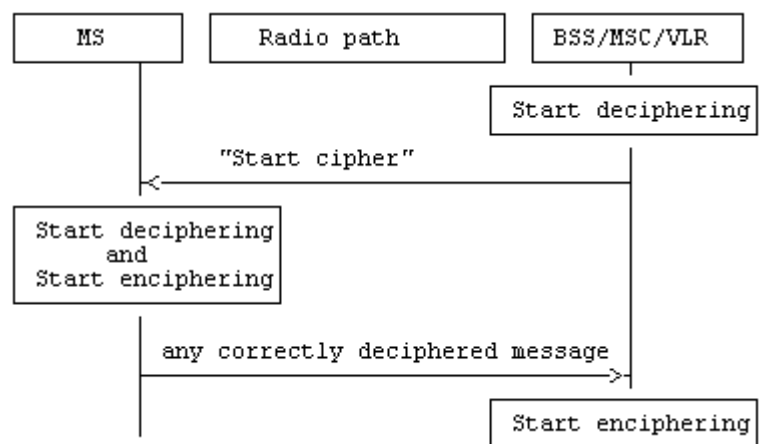 MS
Radio path
BSS/MSC/VLR
Start deciphering
"Start cipher"
Start deciphering
and
Start enciphering
any correctly deciphered message
Start enciphering